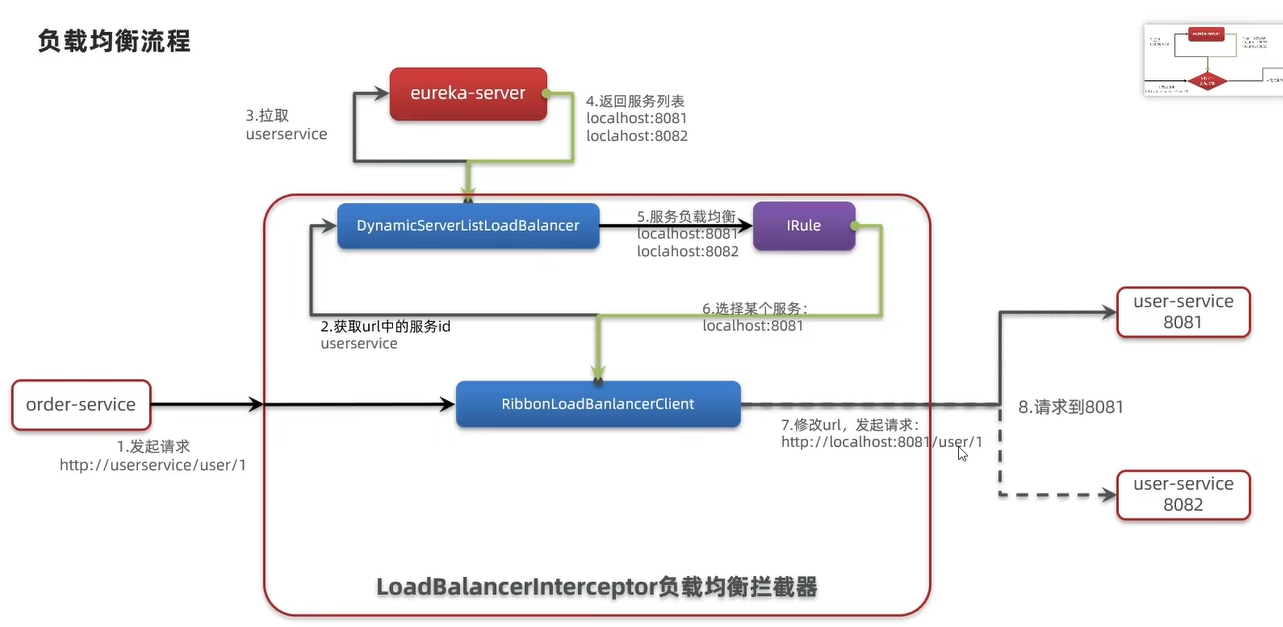 负载均衡流程
eureka-server
3.拉取
userservice
4.返回服务列表
localhost:8081
loclahost:8082
DynamicServerListLoadBalancer
5.服务负载均衡
localhost:8081
loclahost:8082
IRule
2.获取url中的服务id
userservice
6.选择某个服务：
localhost:8081
order-service
1.发起请求
http://userservice/user/1
RibbonLoadBanlancerClient
7.修改url，发起请求：
http://localhost:8081/user/1
8.请求到8081
user-service
8081
user-service
8082
LoadBalancerInterceptor负载均衡拦截器